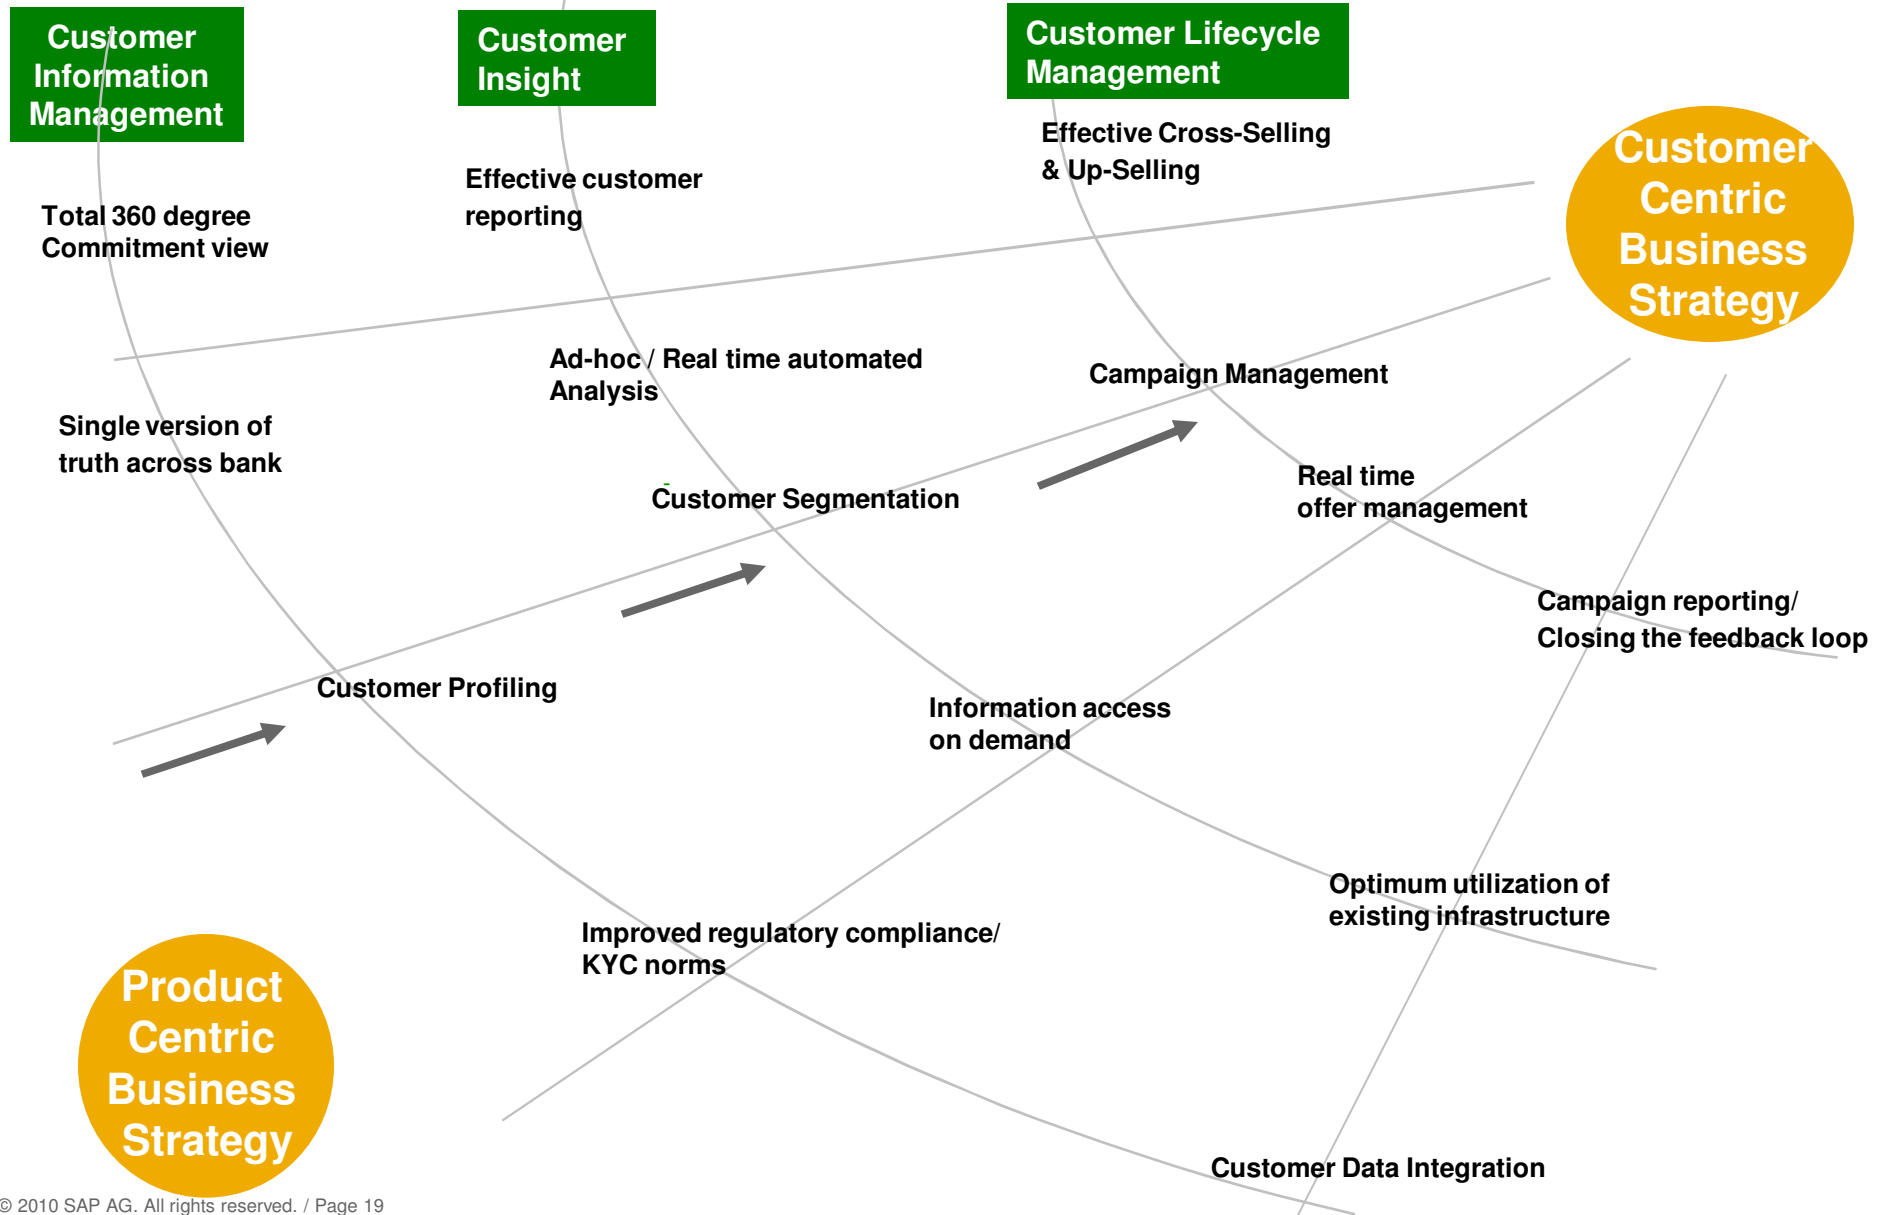 Customer
Information
Management
Customer
Insight
Customer Lifecycle
Management
Effective Cross-Selling
& Up-Selling
Customer
Centric
Business
Strategy
Effective customer
reporting
Total 360 degree
Commitment view
Ad-hoc / Real time automated
Analysis
Campaign Management
Single version of
truth across bank
Real time
offer management
Customer Segmentation
Campaign reporting/
Closing the feedback loop
Customer Profiling
Information access
on demand
Optimum utilization of
existing infrastructure
Improved regulatory compliance/
KYC norms
Product
Centric
Business
Strategy
Customer Data Integration
© 2010 SAP AG. All rights reserved. / Page 19